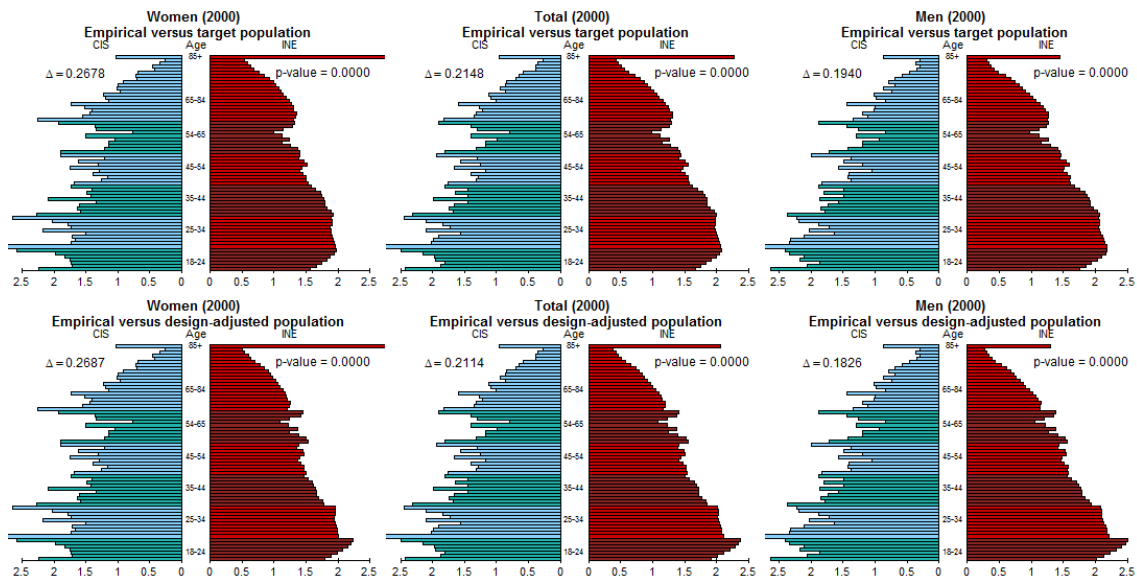 Women (2000)
Empirical versus target population
CIS Age INE
Δ = 0.2678
p-value = 0.0000
85+
65-84
54-65
45-54
35-44
25-34
18-24
2.5 2 1.5 1 0.5 0 0 0.5 1 1.5 2 2.5
Total (2000)
Empirical versus target population
CIS Age INE
Δ = 0.2148
p-value = 0.0000
85+
65-84
54-65
45-54
35-44
25-34
18-24
2.5 2 1.5 1 0.5 0 0 0.5 1 1.5 2 2.5
Men (2000)
Empirical versus target population
CIS Age INE
Δ = 0.1940
p-value = 0.0000
85+
65-84
54-65
45-54
35-44
25-34
18-24
2.5 2 1.5 1 0.5 0 0 0.5 1 1.5 2 2.5
Women (2000)
Empirical versus design-adjusted population
CIS Age INE
Δ = 0.2687
p-value = 0.0000
85+
65-84
54-65
45-54
35-44
25-34
18-24
2.5 2 1.5 1 0.5 0 0 0.5 1 1.5 2 2.5
Total (2000)
Empirical versus design-adjusted population
CIS Age INE
Δ = 0.2114
p-value = 0.0000
85+
65-84
54-65
45-54
35-44
25-34
18-24
2.5 2 1.5 1 0.5 0 0 0.5 1 1.5 2 2.5
Men (2000)
Empirical versus design-adjusted population
CIS Age INE
Δ = 0.1826
p-value = 0.0000
85+
65-84
54-65
45-54
35-44
25-34
18-24
2.5 2 1.5 1 0.5 0 0 0.5 1 1.5 2 2.5